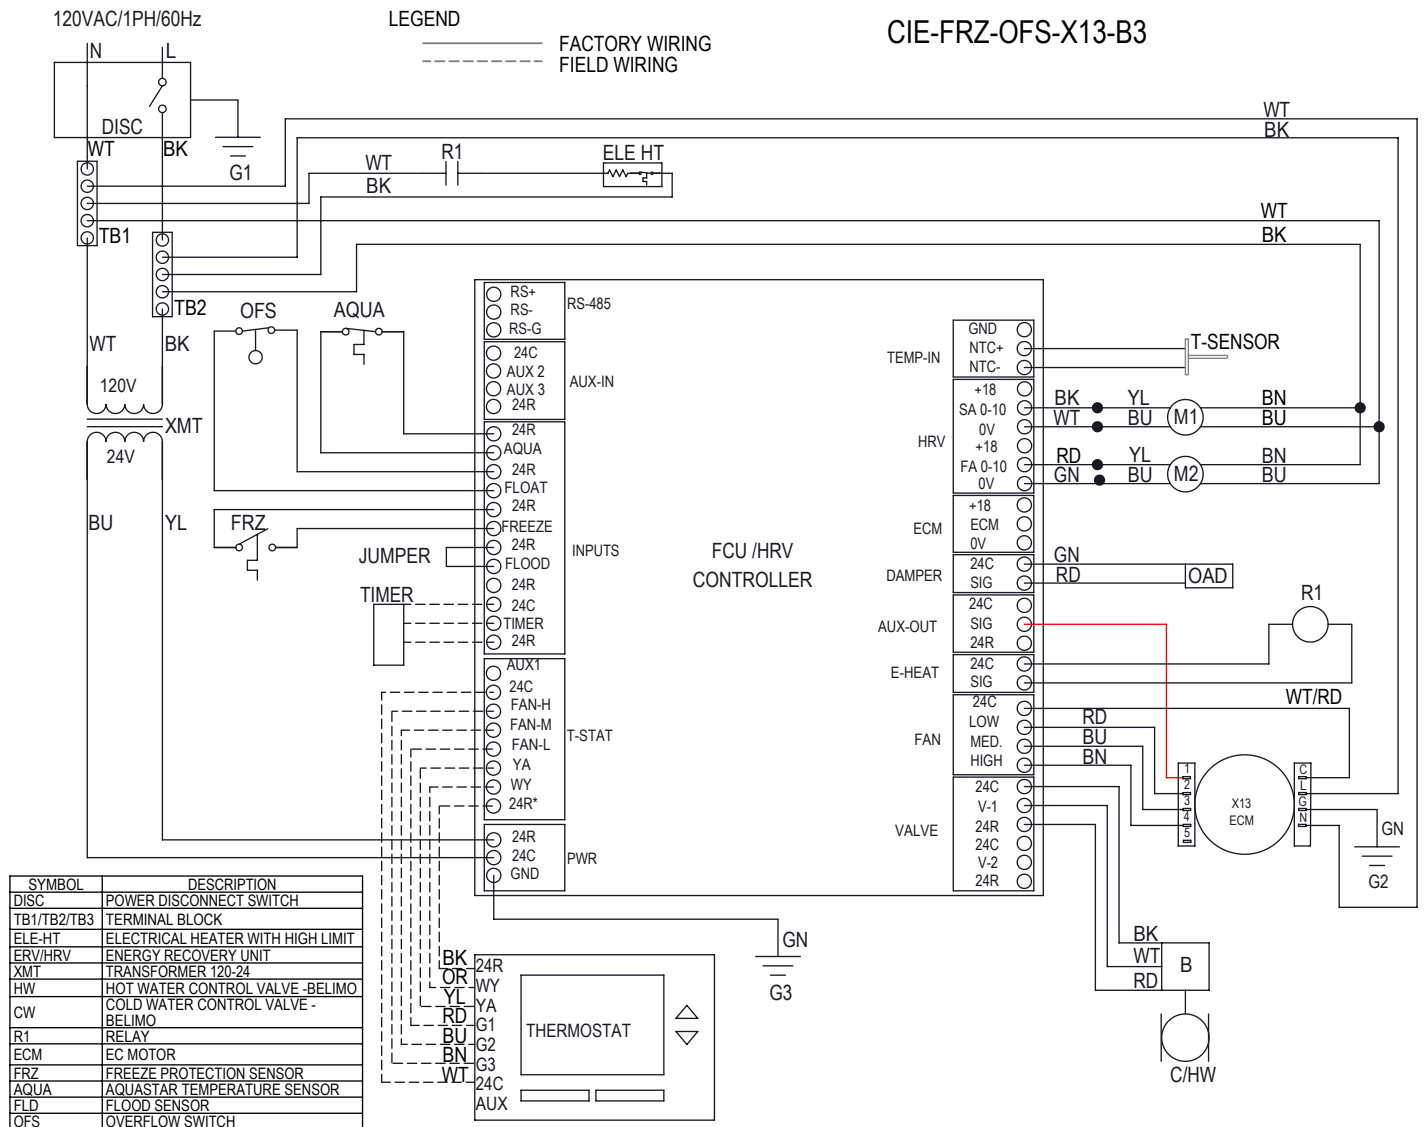 120VAC/1PH/60Hz
LEGEND
FACTORY WIRING
FIELD WIRING
CIE-FRZ-OFS-X13-B3
N
L
DISC
WT
BK
G1
WT
BK
R1
ELE HT
WT
BK
WT
BK
TB1
TB2
WT
BK
120V
XMT
24V
BU
YL
OFS
AQUA
FRZ
JUMPER
TIMER
RS+
RS-
RS-G
RS-485
24C
AUX 2
AUX 3
24R
AUX-IN
24R
AQUA
24R
FLOAT
24R
FREEZE
24R
FLOOD
24R
24C
TIMER
24R
INPUTS
AUX1
24C
FAN-H
FAN-M
FAN-L
YA
WY
24R*
T-STAT
24R
24C
GND
PWR
FCU /HRV
CONTROLLER
TEMP-IN
GND
NTC+
NTC-
T-SENSOR
HRV
+18
SA 0-10
0V
+18
FA 0-10
0V
BK
YL
BN
WT
BU
M1
BU
RD
YL
BN
GN
BU
M2
BU
ECM
+18
ECM
0V
DAMPER
24C
SIG
GN
RD
OAD
AUX-OUT
24C
SIG
24R
R1
E-HEAT
24C
SIG
WT/RD
FAN
24C
LOW
MED.
HIGH
RD
BU
BN
VALVE
24C
V-1
24R
24C
V-2
24R
1
2
3
4
5
X13
ECM
C
L
G
N
GN
G2
BK
WT
RD
B
C/HW
GN
G3
BK
OR
YL
RD
BU
BN
WT
24R
WY
YA
G1
G2
G3
24C
AUX
THERMOSTAT
SYMBOL DESCRIPTION
DISC POWER DISCONNECT SWITCH
TB1/TB2/TB3 TERMINAL BLOCK
ELE-HT ELECTRICAL HEATER WITH HIGH LIMIT
ERV/HRV ENERGY RECOVERY UNIT
XMT TRANSFORMER 120-24
HW HOT WATER CONTROL VALVE -BELIMO
CW COLD WATER CONTROL VALVE -
BELIMO
R1 RELAY
ECM EC MOTOR
FRZ FREEZE PROTECTION SENSOR
AQUA AQUASTAR TEMPERATURE SENSOR
FLD FLOOD SENSOR
OFS OVERFLOW SWITCH